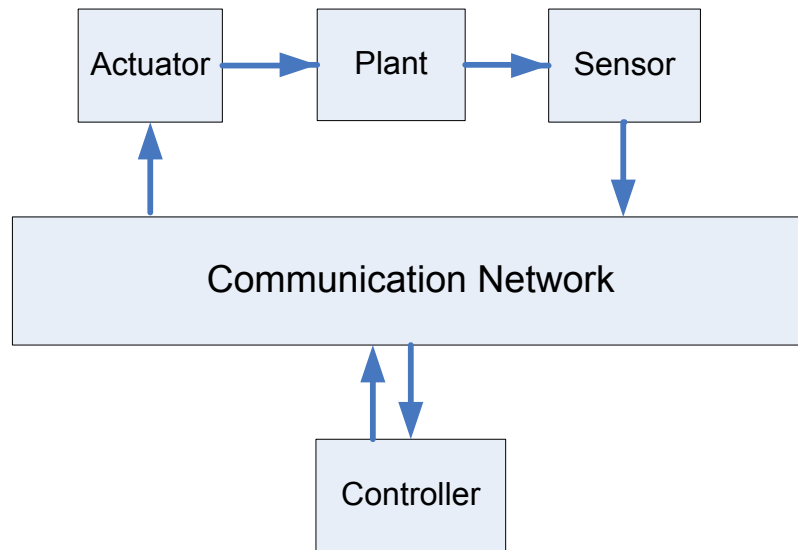 Actuator
Plant
Sensor
Communication Network
Controller